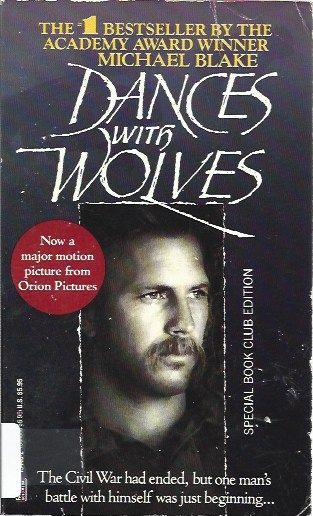 THE #1 BESTSELLER BY THE
ACADEMY AWARD WINNER
MICHAEL BLAKE
DANCES
WITH
WOLVES
Now a
major motion
picture from
Orion Pictures
SPECIAL BOOK CLUB EDITION
U.S. $5.95
The Civil War had ended, but one man's
battle with himself was just beginning...